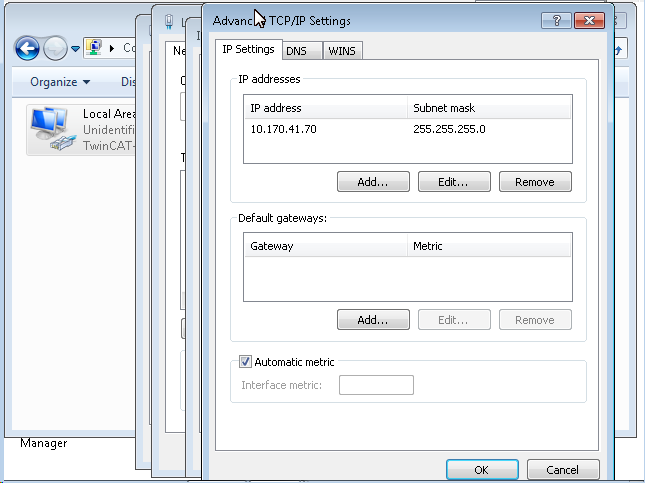 Advanced TCP/IP Settings
Organize
Dis
Local Area
Unidentifi
TwinCAT-
Ne
IP Settings
DNS
WINS
IP addresses
IP address Subnet mask
10.170.41.70 255.255.255.0
Add... Edit... Remove
Default gateways:
Gateway Metric
Add... Edit... Remove
Automatic metric
Interface metric:
Manager
OK Cancel